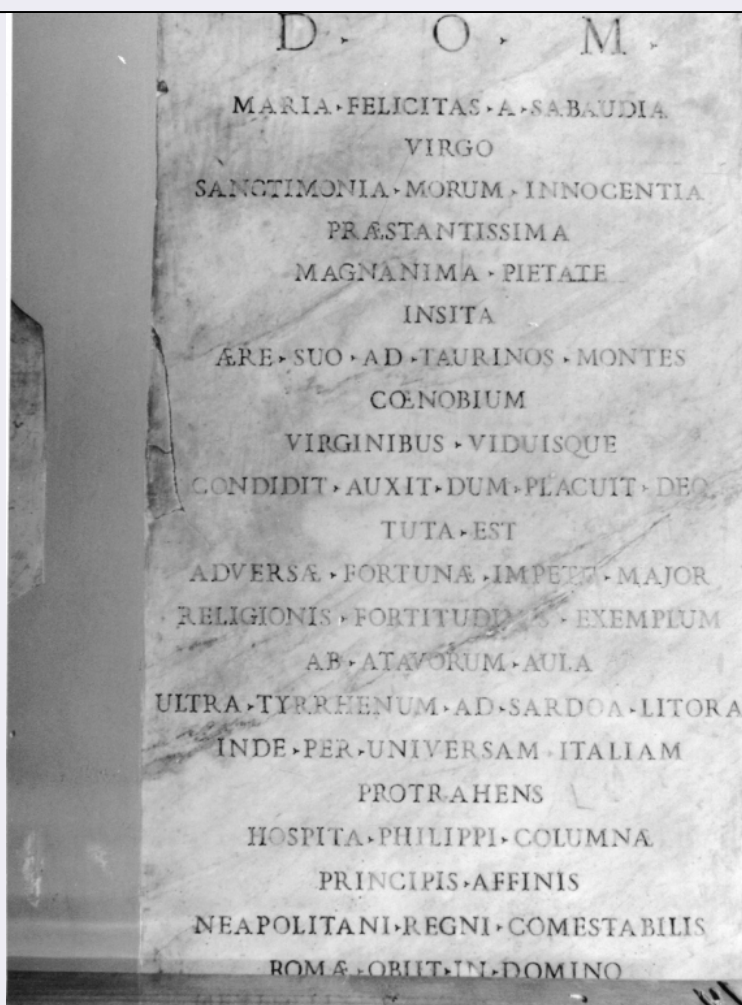 D · O · M ·
MARIA · FELICITAS · A · SABAUDIA
VIRGO
SANCTIMONIA · MORUM · INNOCENTIA
PRÆSTANTISSIMA
MAGNANIMA · PIETATE
INSITA
ÆRE · SUO · AD · TAURINOS · MONTES
CŒNOBIUM
VIRGINIBUS · VIDUISQUE
CONDIDIT · AUXIT · DUM · PLACUIT · DEO
TUTA · EST
ADVERSÆ · FORTUNÆ · IMPETU · MAJOR
RELIGIONIS · FORTITUDINIS · EXEMPLUM
AB · ATAVORUM · AULA
ULTRA · TYRRHENUM · AD · SARDOA · LITORA
INDE · PER · UNIVERSAM · ITALIAM
PROTRAHENS
HOSPITA · PHILIPPI · COLUMNÆ
PRINCIPIS · AFFINIS
NEAPOLITANI · REGNI · COMESTABILIS
ROMÆ · OBIIT · IN · DOMINO